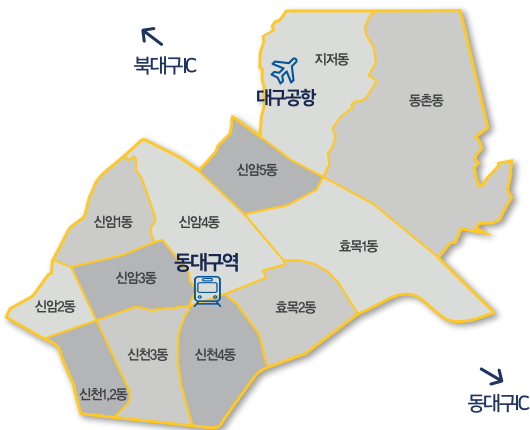 북대구IC
지저동
대구공항
동촌동
신암5동
신암1동
신암4동
효목1동
동대구역
신암3동
신암2동
효목2동
신천3동
신천4동
신천1,2동
동대구IC